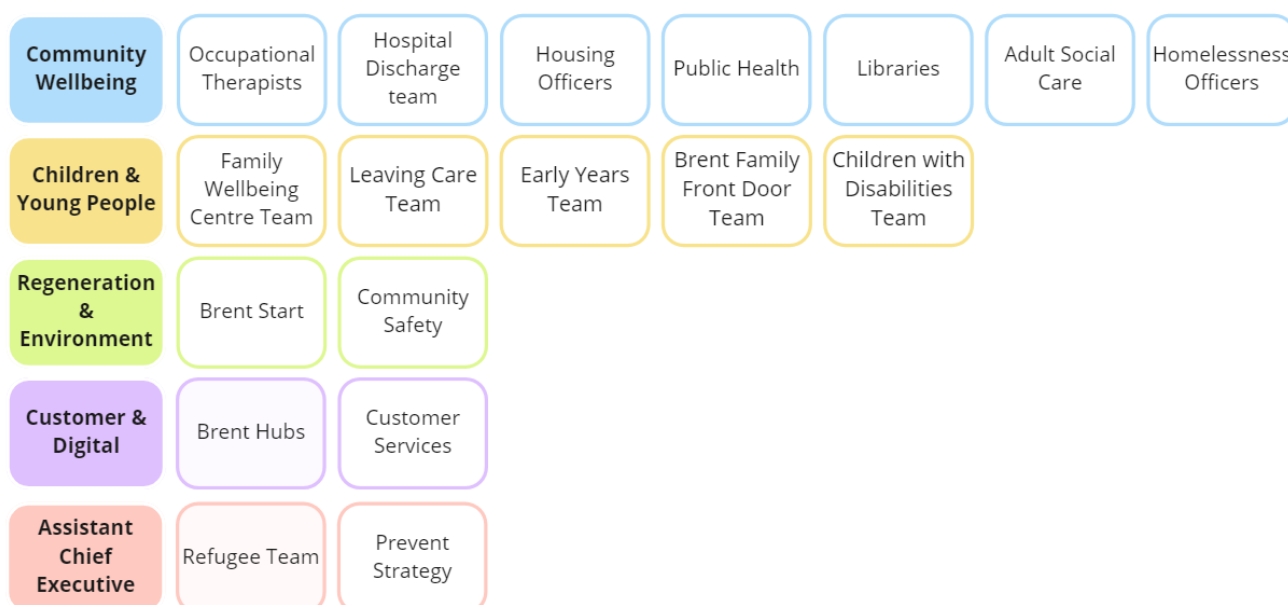 Community
Wellbeing
Occupational
Therapists
Hospital
Discharge
team
Housing
Officers
Public Health
Libraries
Adult Social
Care
Homelessness
Officers
Children &
Young People
Family
Wellbeing
Centre Team
Leaving Care
Team
Early Years
Team
Brent Family
Front Door
Team
Children with
Disabilities
Team
Regeneration
&
Environment
Brent Start
Community
Safety
Customer &
Digital
Brent Hubs
Customer
Services
Assistant
Chief
Executive
Refugee Team
Prevent
Strategy